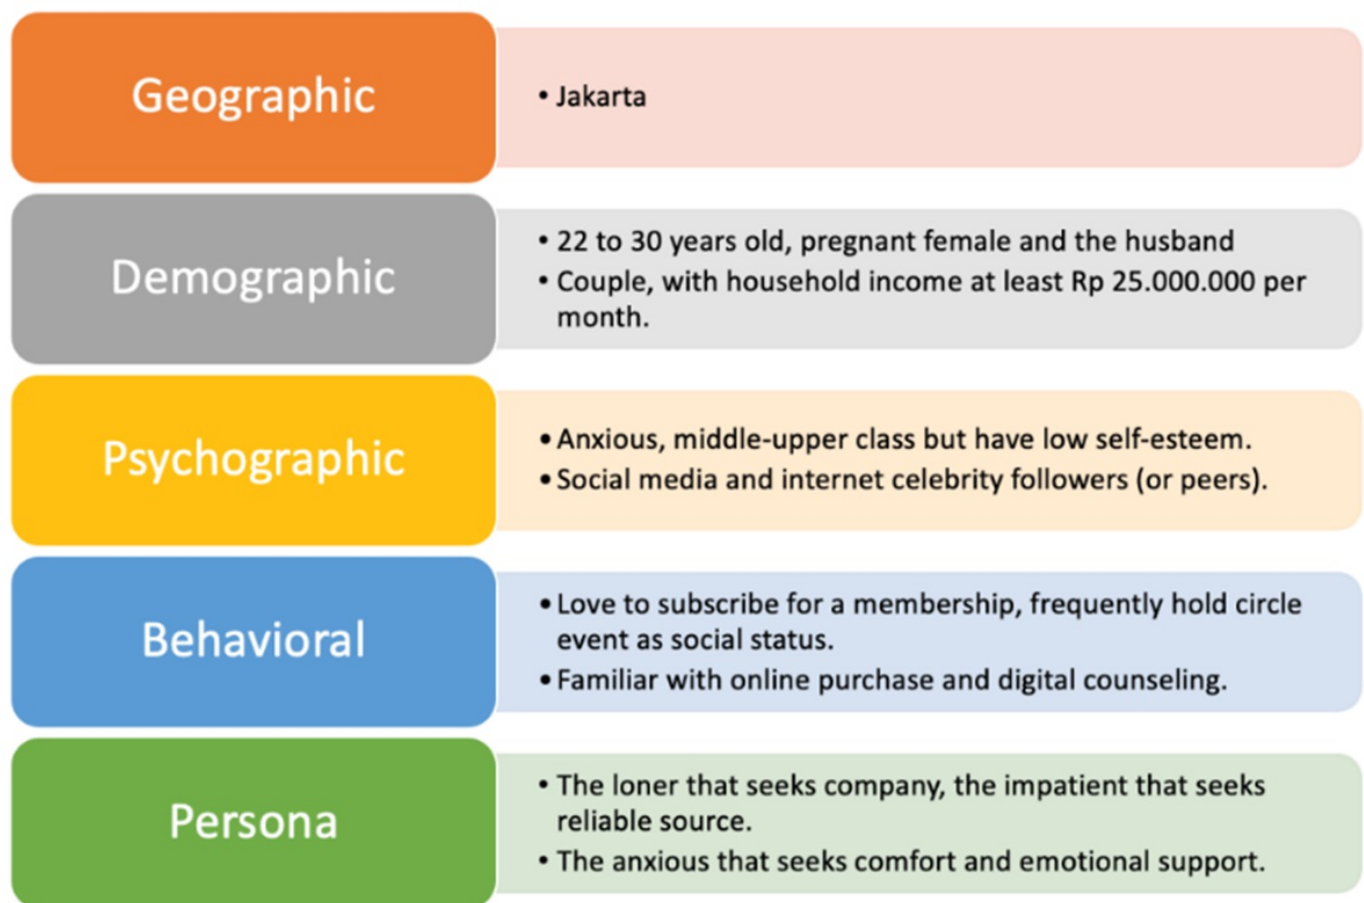 Geographic
• Jakarta
Demographic
• 22 to 30 years old, pregnant female and the husband
• Couple, with household income at least Rp 25.000.000 per
month.
Psychographic
• Anxious, middle-upper class but have low self-esteem.
• Social media and internet celebrity followers (or peers).
Behavioral
• Love to subscribe for a membership, frequently hold circle
event as social status.
• Familiar with online purchase and digital counseling.
Persona
• The loner that seeks company, the impatient that seeks
reliable source.
• The anxious that seeks comfort and emotional support.